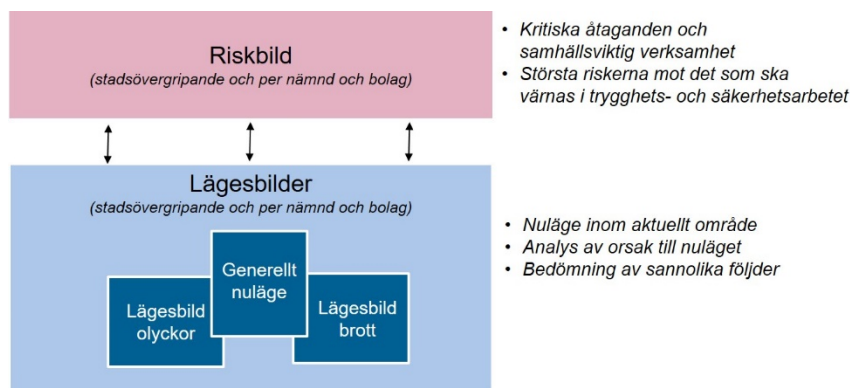 Riskbild
(stadsövergripande och per nämnd och bolag)
• Kritiska åtaganden och
samhällsviktig verksamhet
• Största riskerna mot det som ska
värnas i trygghets- och säkerhetsarbetet
Lägesbilder
(stadsövergripande och per nämnd och bolag)
Generellt
nuläge
Lägesbild
olyckor
Lägesbild
brott
• Nuläge inom aktuellt område
• Analys av orsak till nuläget
• Bedömning av sannolika följder